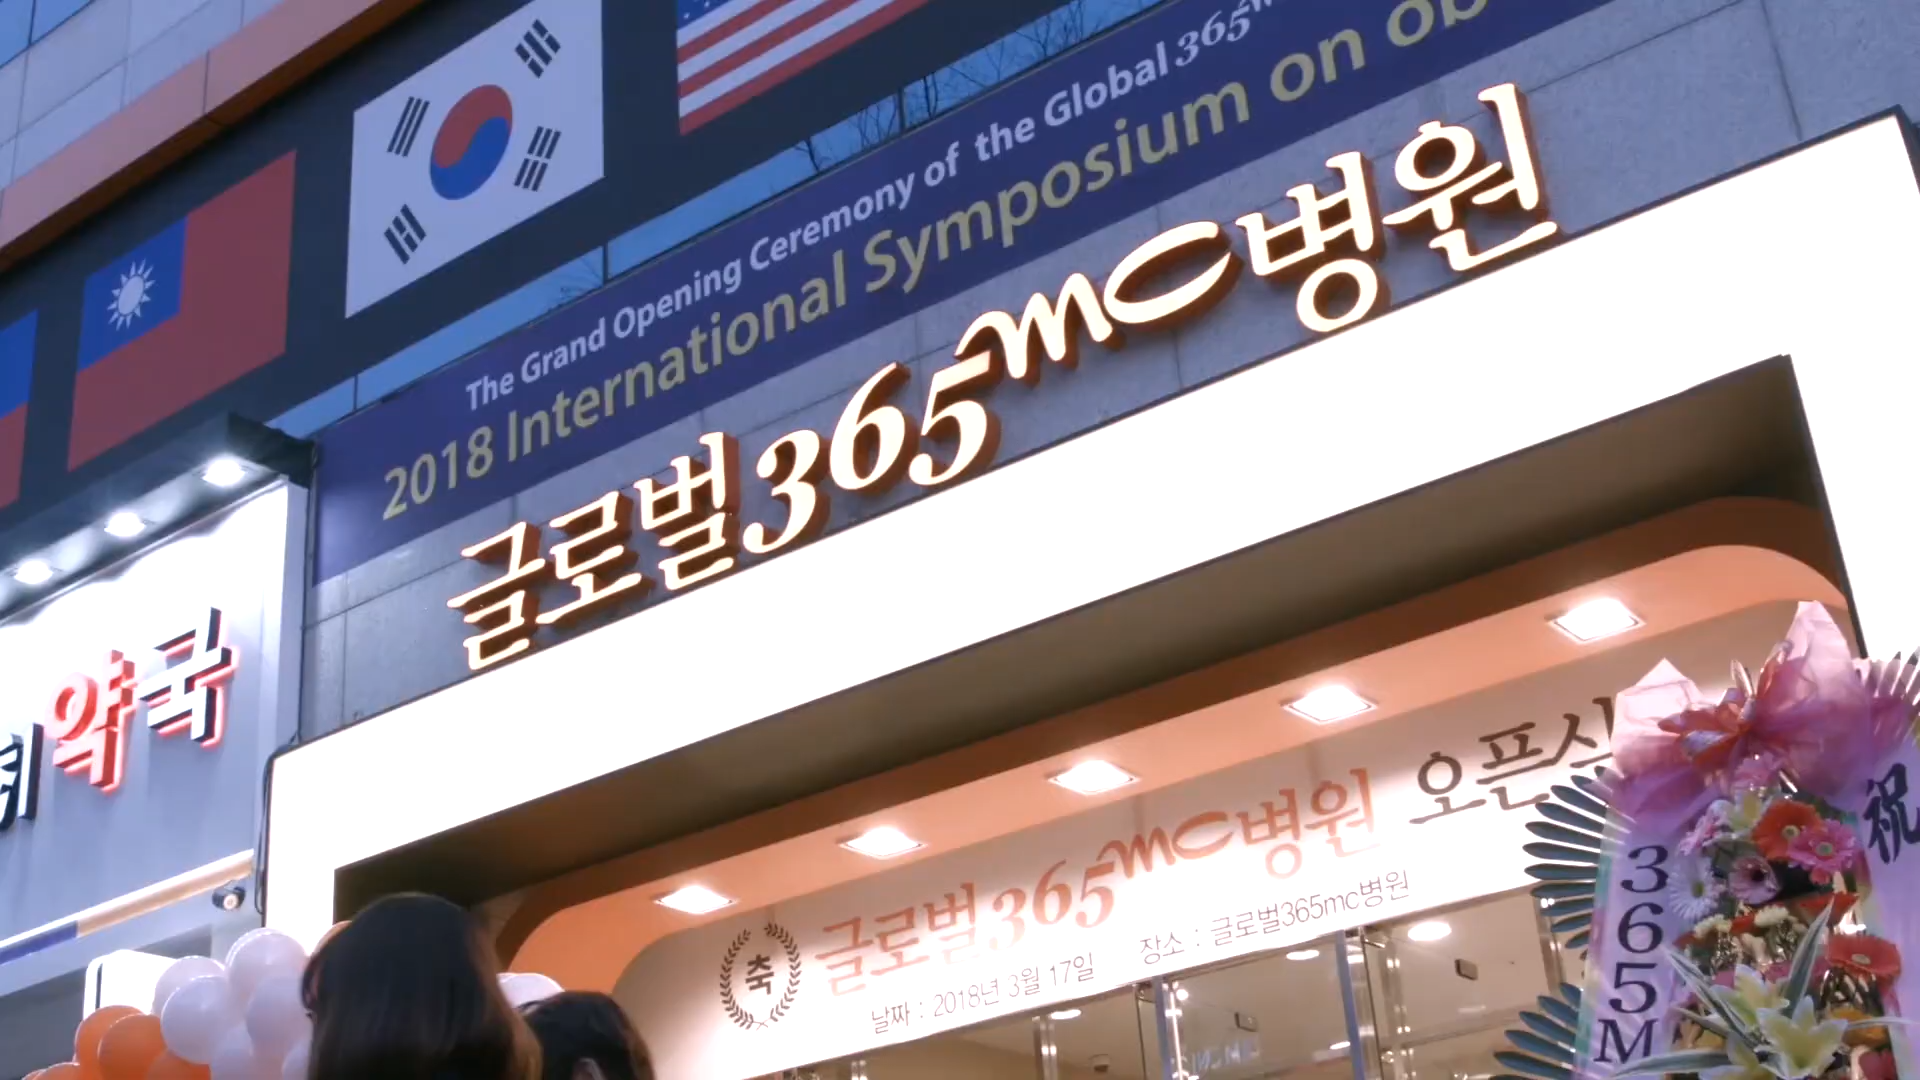 The Grand Opening Ceremony of the Global 365mc
2018 International Symposium on ob
글로벌365mc병원
약국
글로벌365mc병원 오픈식
축
날짜 : 2018년 3월 17일 장소 : 글로벌365mc병원
祝
365M